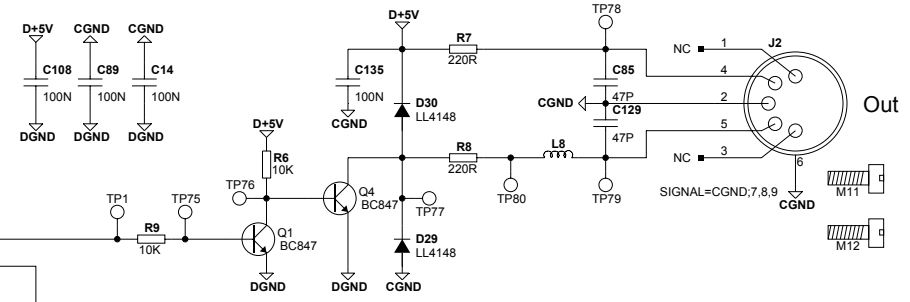 TP78
D+5V
D+5V CGND CGND
R7
220R
NC 1 J2
C108 C89 C14
100N 100N 100N
C135
100N
C85
47P
4
D30
LL4148
CGND 2
C129
47P
Out
DGND DGND DGND
CGND
D+5V
R6
10K
R8
220R
L8
5
NC 3
6
TP76
Q4
BC847
TP77
TP80
TP79
SIGNAL=CGND;7,8,9
CGND
M11
TP1 TP75
R9
10K
Q1
BC847
D29
LL4148
M12
DGND DGND CGND